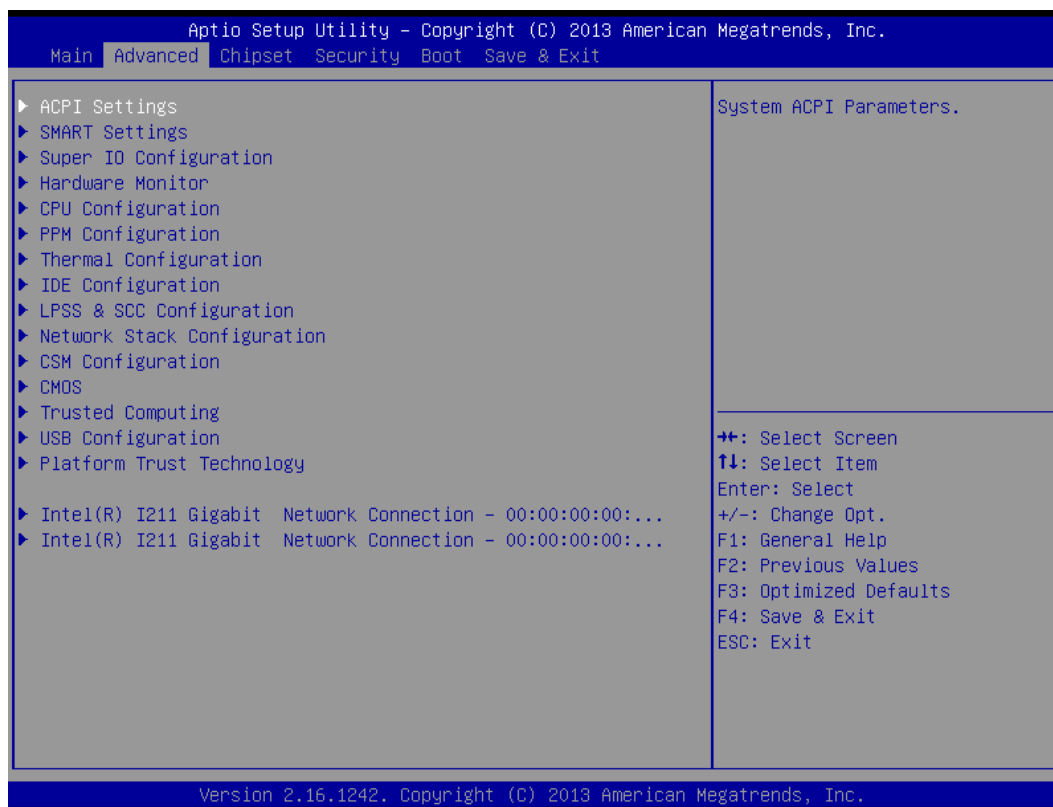 Aptio Setup Utility – Copyright (C) 2013 American Megatrends, Inc.
Main Advanced Chipset Security Boot Save & Exit
▶ ACPI Settings
▶ SMART Settings
▶ Super IO Configuration
▶ Hardware Monitor
▶ CPU Configuration
▶ PPM Configuration
▶ Thermal Configuration
▶ IDE Configuration
▶ LPSS & SCC Configuration
▶ Network Stack Configuration
▶ CSM Configuration
▶ CMOS
▶ Trusted Computing
▶ USB Configuration
▶ Platform Trust Technology
▶ Intel(R) I211 Gigabit  Network Connection – 00:00:00:00:...
▶ Intel(R) I211 Gigabit  Network Connection – 00:00:00:00:...
System ACPI Parameters.
→←: Select Screen
↑↓: Select Item
Enter: Select
+/-: Change Opt.
F1: General Help
F2: Previous Values
F3: Optimized Defaults
F4: Save & Exit
ESC: Exit
Version 2.16.1242. Copyright (C) 2013 American Megatrends, Inc.